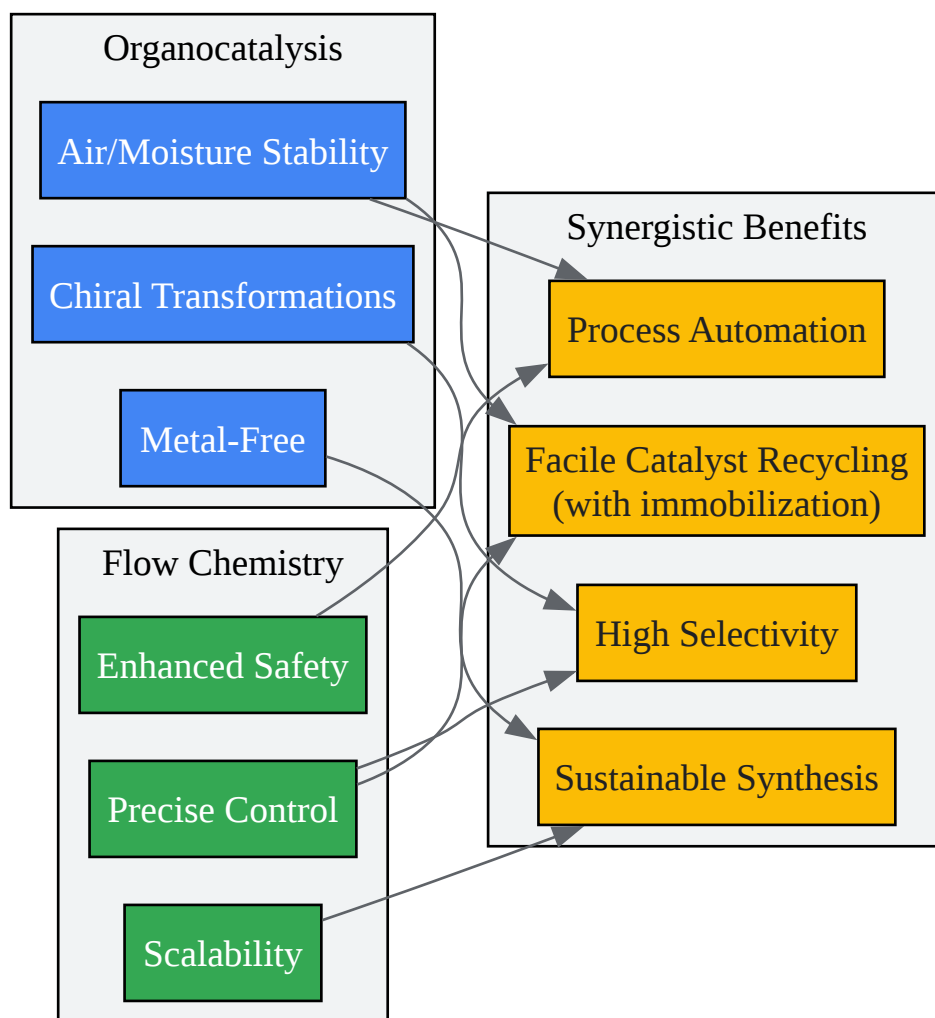 Organocatalysis
Air/Moisture Stability
Chiral Transformations
Metal-Free
Flow Chemistry
Enhanced Safety
Precise Control
Scalability
Synergistic Benefits
Process Automation
Facile Catalyst Recycling
(with immobilization)
High Selectivity
Sustainable Synthesis